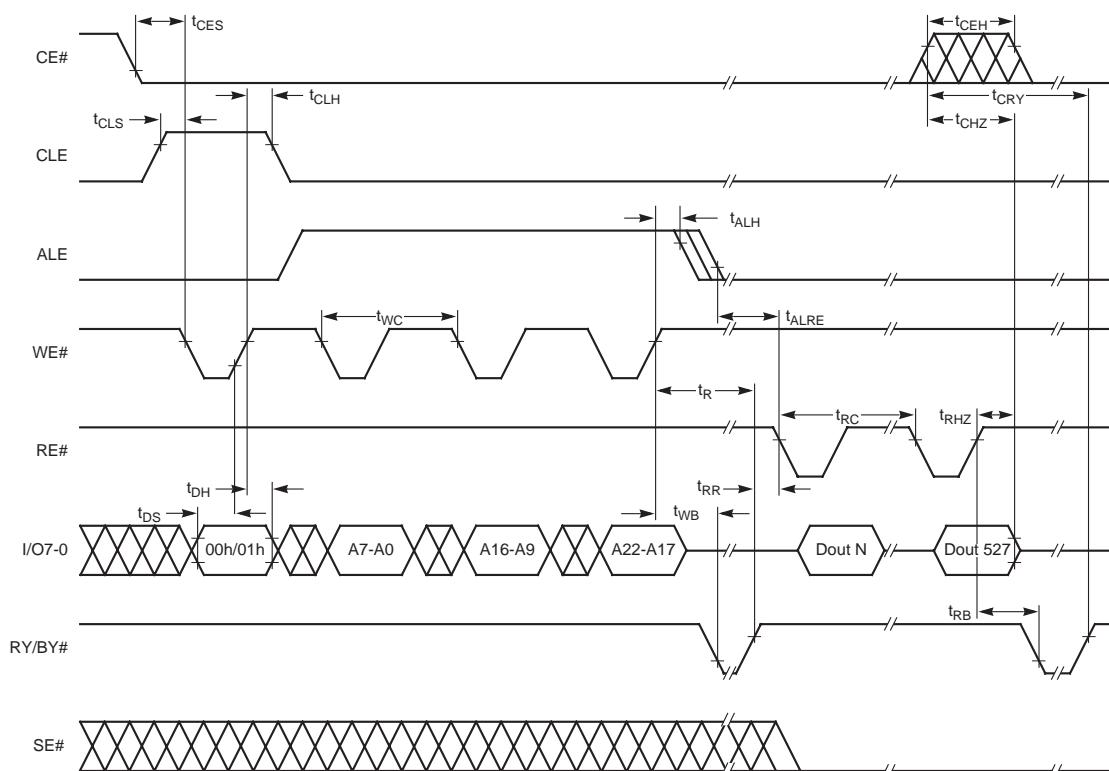 tCES
tCEH
CE#
tCLH
tCRY
tCLS
tCHZ
CLE
tALH
ALE
tWC
tALRE
WE#
tR
tRC
tRHZ
RE#
tDH
tRR
tDS
tWB
I/O7-0
00h/01h
A7-A0
A16-A9
A22-A17
Dout N
Dout 527
tRB
RY/BY#
SE#